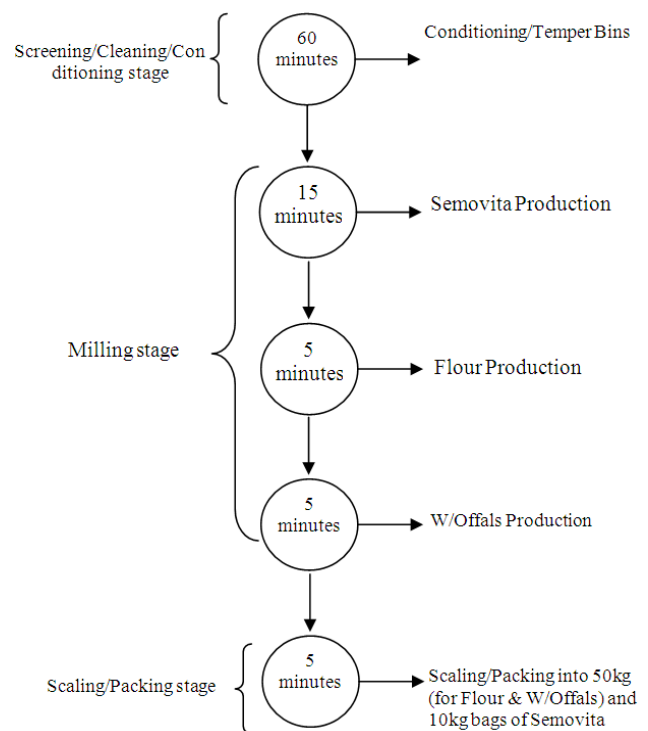 Screening/Cleaning/Con
ditioning stage
60
minutes
Conditioning/Temper Bins
15
minutes
Semovita Production
Milling stage
5
minutes
Flour Production
5
minutes
W/Offals Production
Scaling/Packing stage
5
minutes
Scaling/Packing into 50kg
(for Flour & W/Offals) and
10kg bags of Semovita